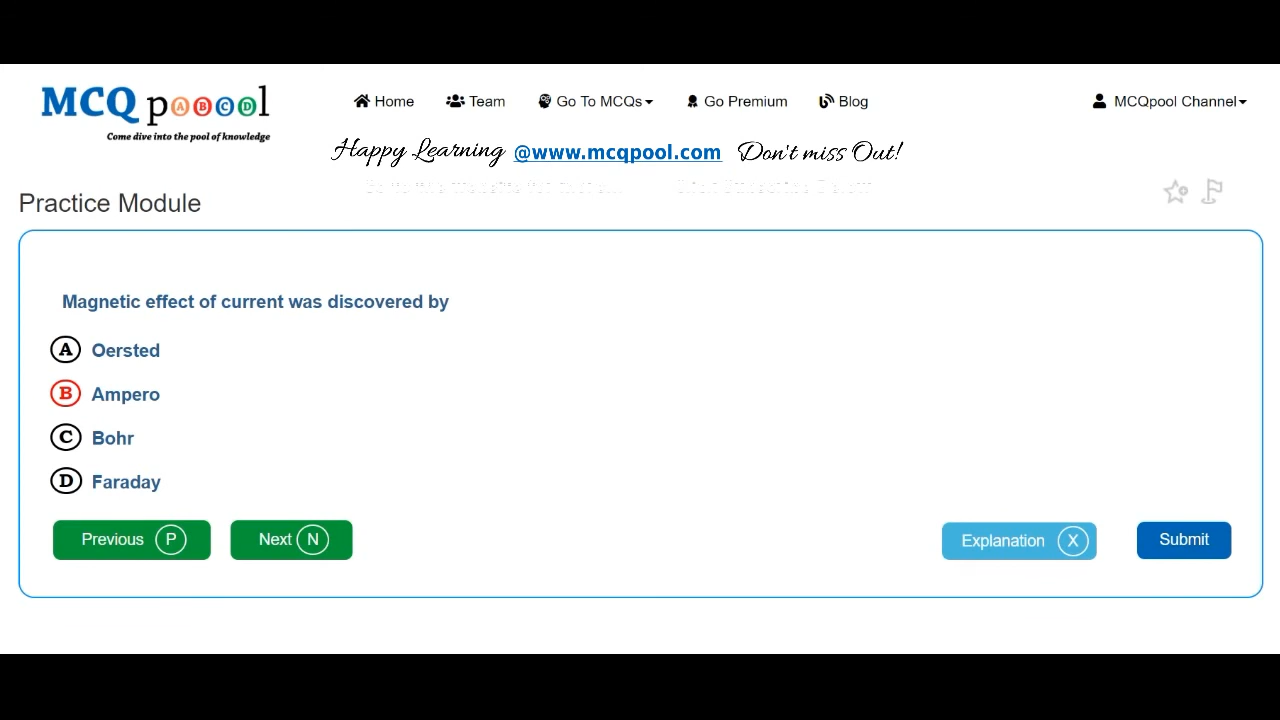 MCQ pooool
Come dive into the pool of knowledge
Home Team Go To MCQs Go Premium Blog MCQpool Channel
Happy Learning @www.mcqpool.com Don't miss Out!
Practice Module
Magnetic effect of current was discovered by
A Oersted
B Ampero
C Bohr
D Faraday
Previous P Next N Explanation X Submit